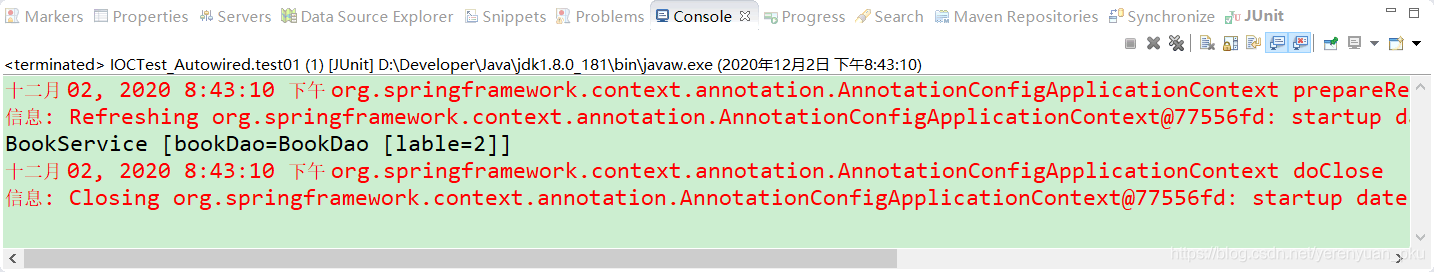 Markers Properties Servers Data Source Explorer Snippets Problems Console Progress Search Maven Repositories Synchronize JUnit
<terminated> IOCTest_Autowired.test01 (1) [JUnit] D:\Developer\Java\jdk1.8.0_181\bin\javaw.exe (2020年12月2日 下午8:43:10)
十二月 02, 2020 8:43:10 下午 org.springframework.context.annotation.AnnotationConfigApplicationContext prepareRe
信息: Refreshing org.springframework.context.annotation.AnnotationConfigApplicationContext@77556fd: startup da
BookService [bookDao=BookDao [lable=2]]
十二月 02, 2020 8:43:10 下午 org.springframework.context.annotation.AnnotationConfigApplicationContext doClose
信息: Closing org.springframework.context.annotation.AnnotationConfigApplicationContext@77556fd: startup date
https://blog.csdn.net/yerenyuan_pku